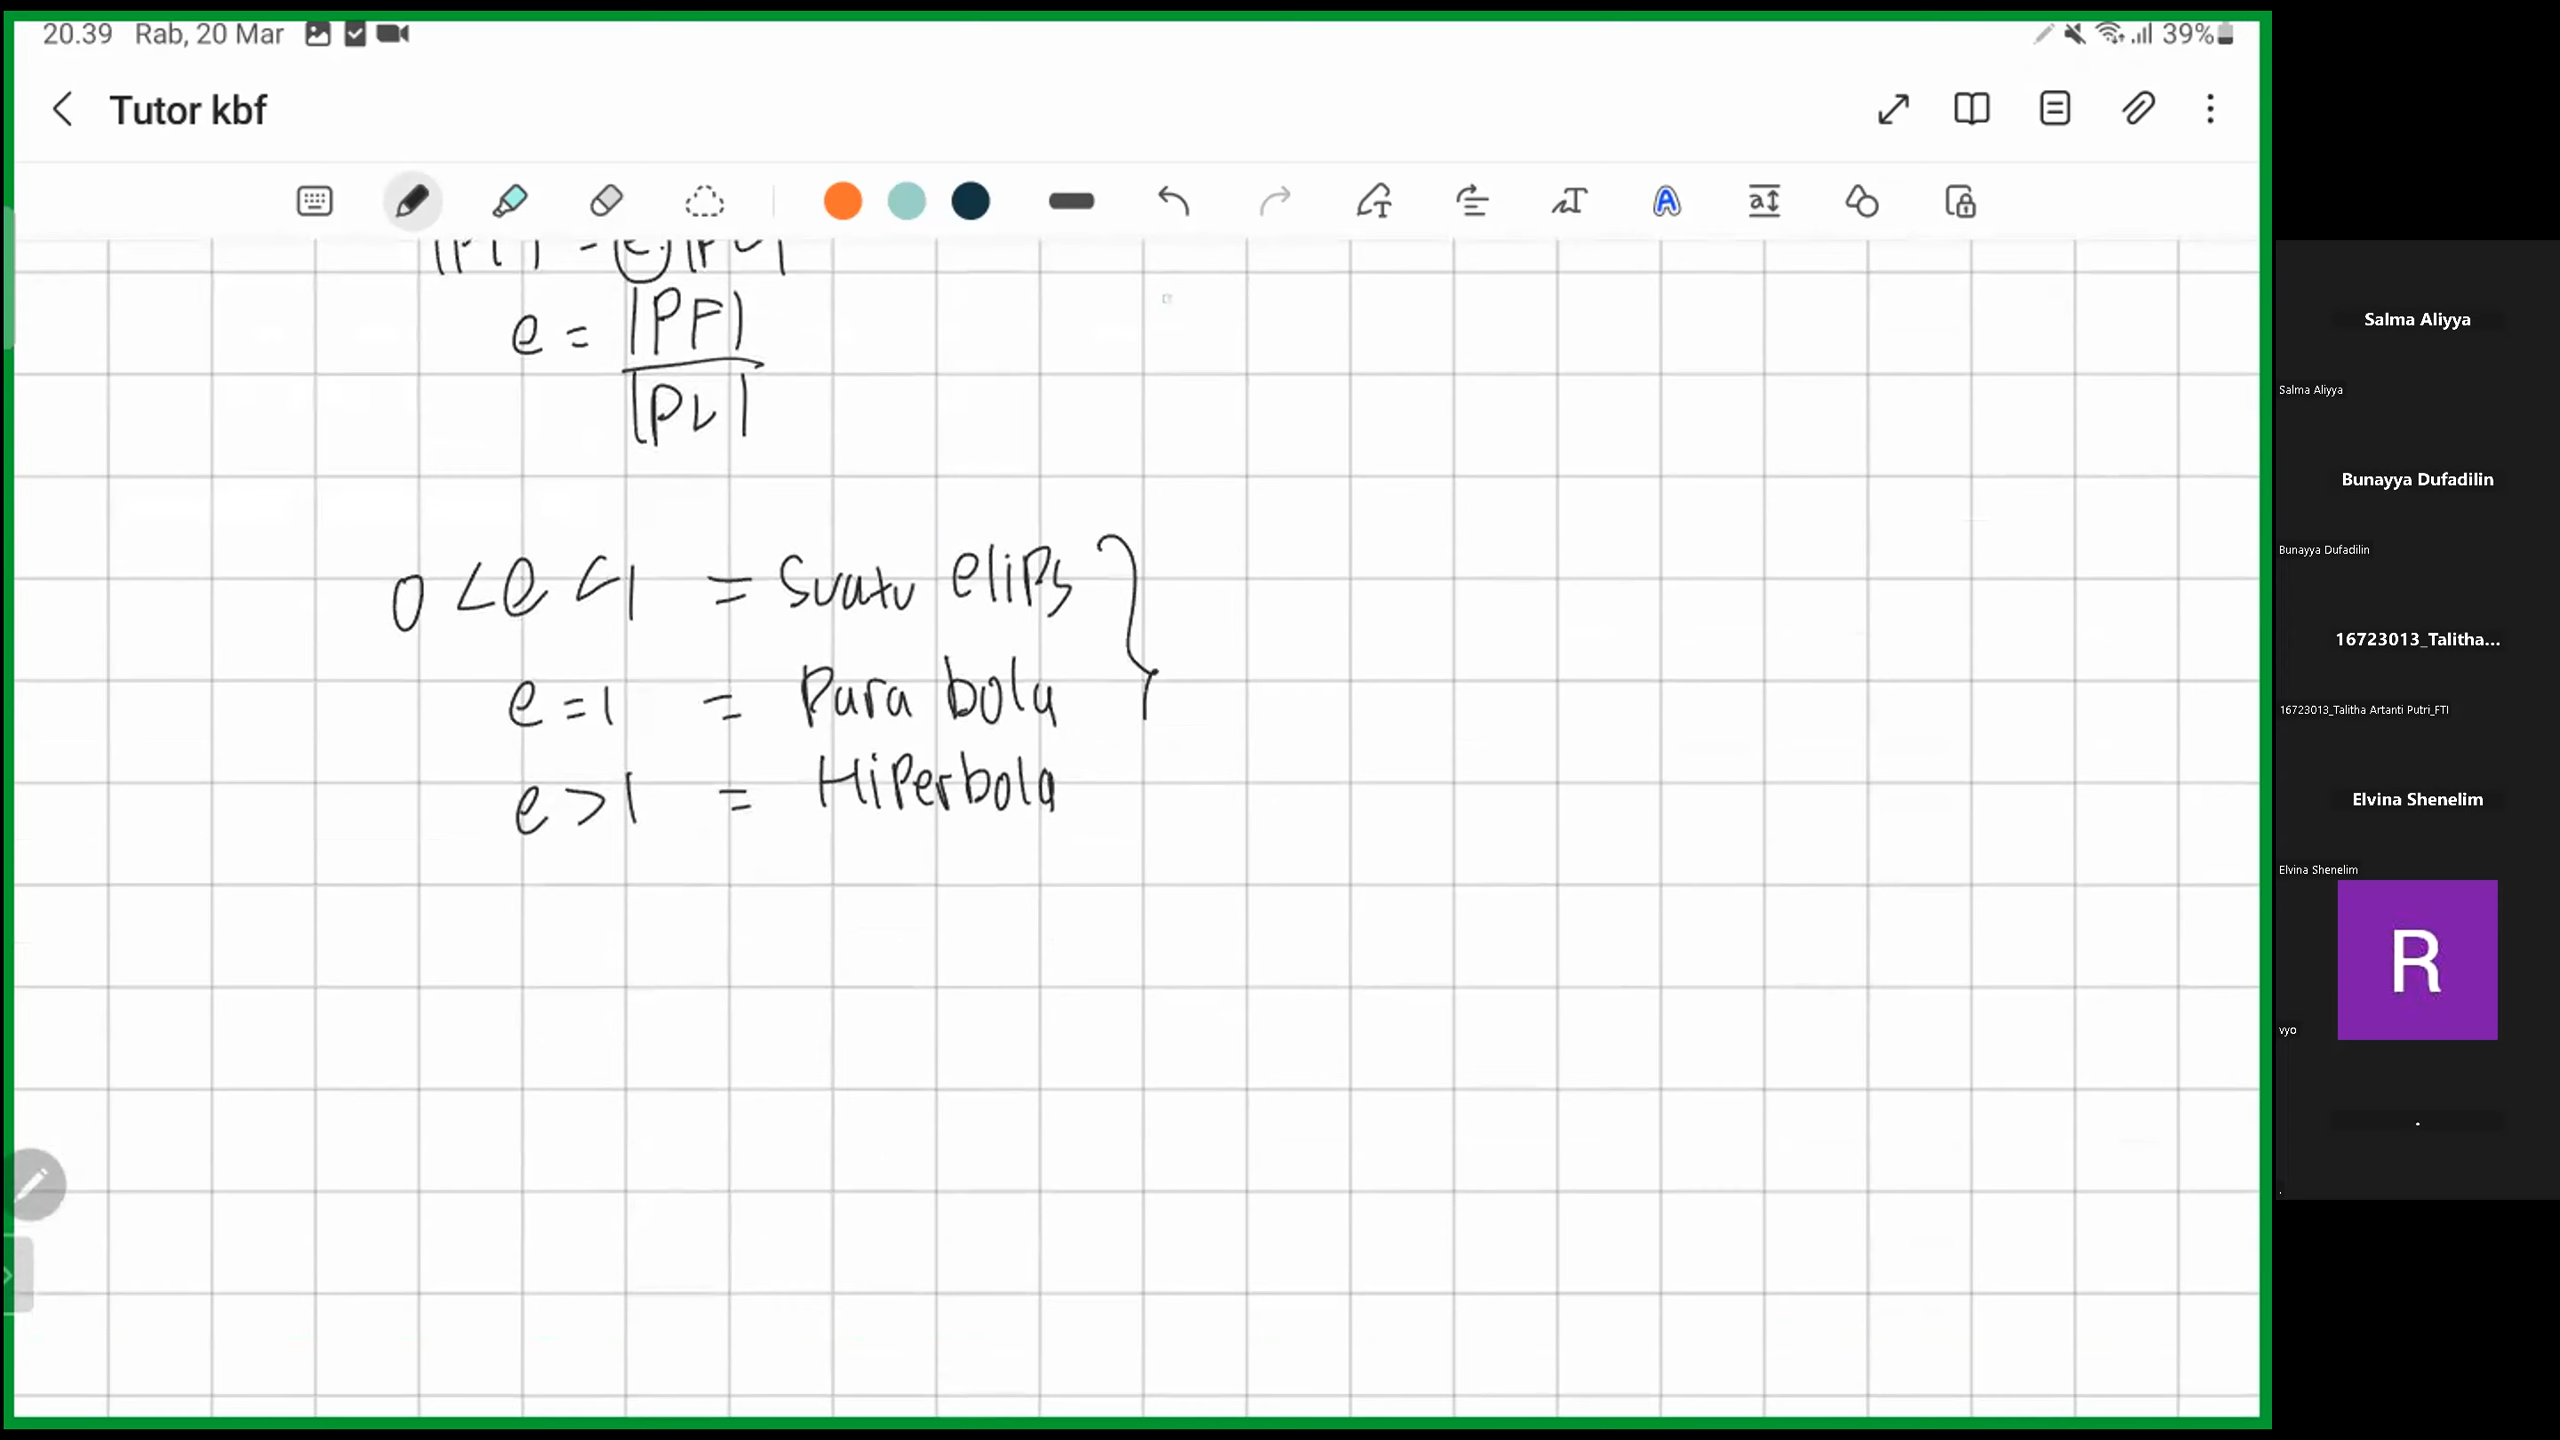 20.39 Rab, 20 Mar
39%
Tutor kbf
e = |PF|
|PL|
0 < e < 1 = Suatu elips
e = 1 = Parabola
e > 1 = Hiperbola
Salma Aliyya
Salma Aliyya
Bunayya Dufadilin
Bunayya Dufadilin
16723013_Talitha...
16723013_Talitha Artanti Putri_FTI
Elvina Shenelim
Elvina Shenelim
R
vyo
.
.